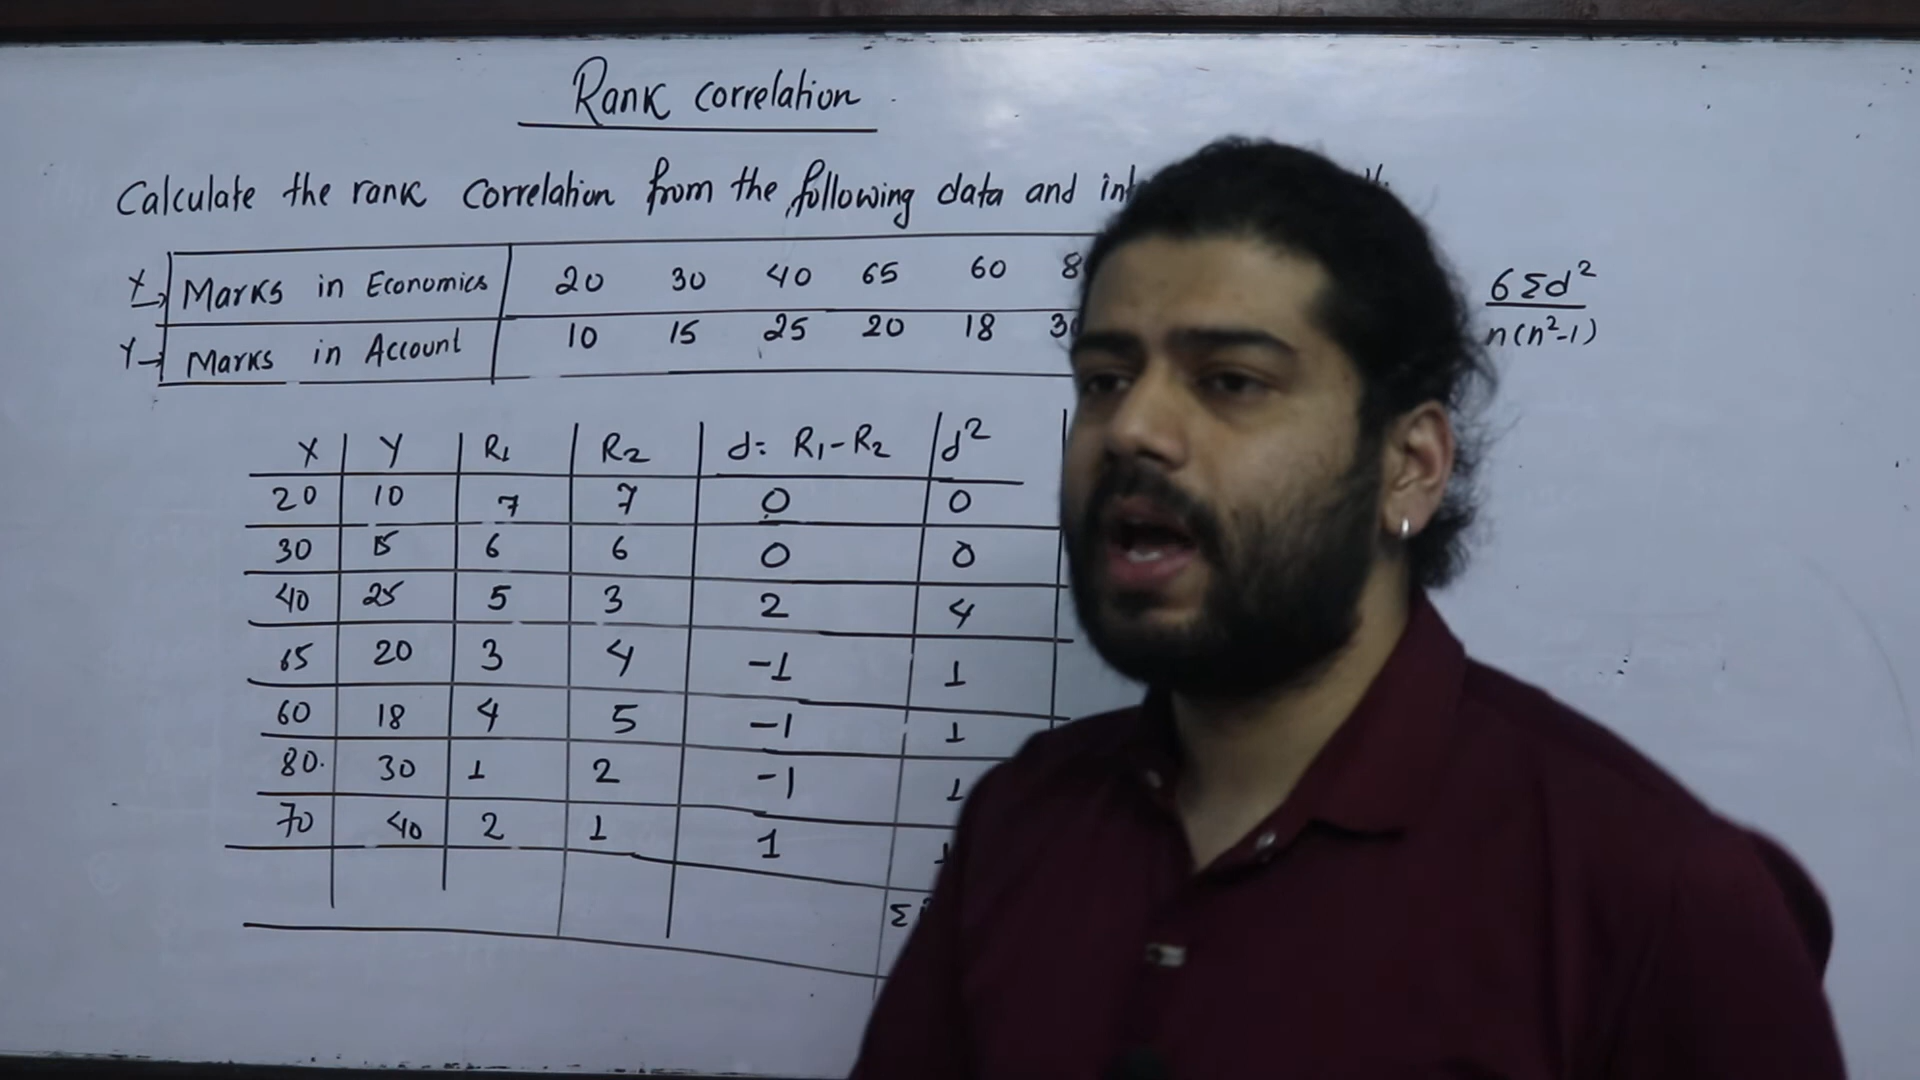 Rank correlation
Calculate the rank correlation from the following data and
X→ Marks in Economics 20 30 40 65 60
Y→ Marks in Account 10 15 25 20 18
6Σd²
n(n²-1)
X Y R1 R2 d: R1-R2 d²
20 10 7 7 0 0
30 15 6 6 0 0
40 25 5 3 2 4
65 20 3 4 -1 1
60 18 4 5 -1 1
80. 30 1 2 -1 1
70 40 2 1 1 1
Σ